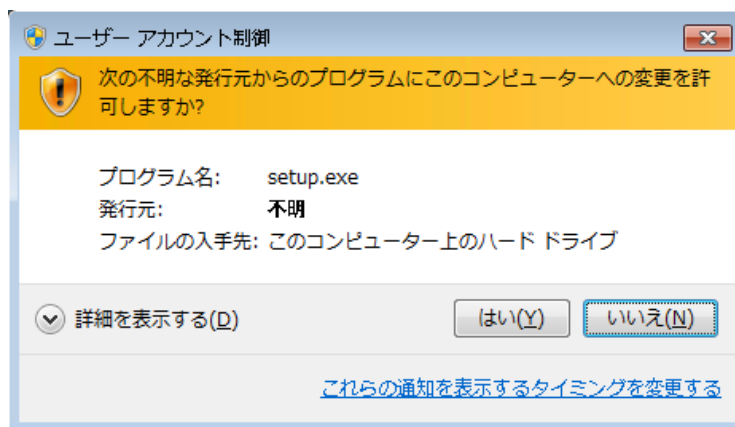 ユーザー アカウント制御
次の不明な発行元からのプログラムにこのコンピューターへの変更を許
可しますか?
プログラム名: setup.exe
発行元: 不明
ファイルの入手先: このコンピューター上のハード ドライブ
詳細を表示する(D)
はい(Y) いいえ(N)
これらの通知を表示するタイミングを変更する